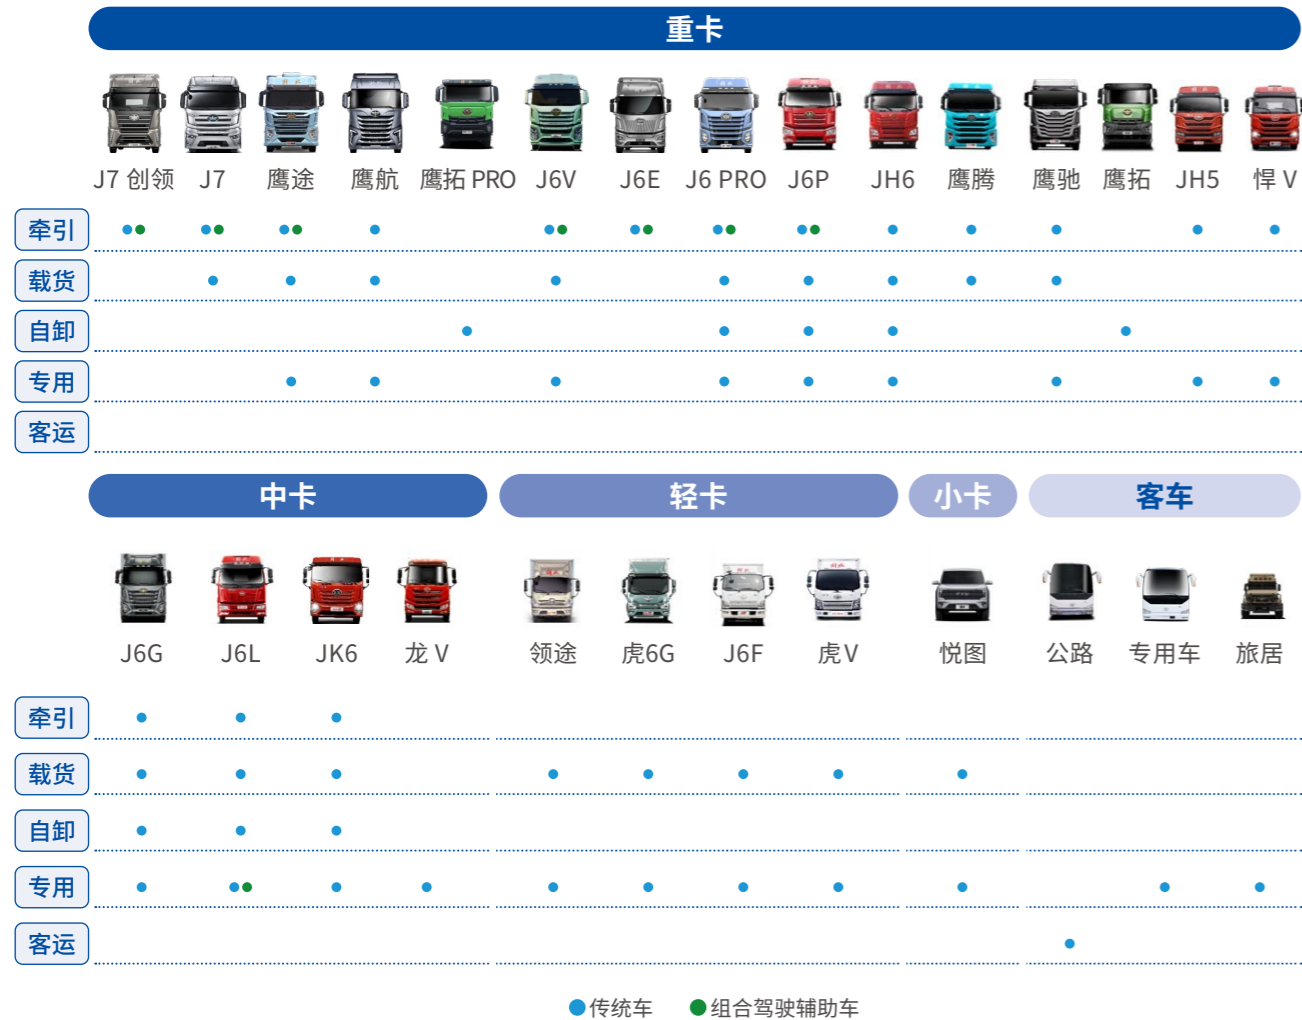 重卡
J7 创领 J7 鹰途 鹰航 鹰拓 PRO J6V J6E J6 PRO J6P JH6 鹰腾 鹰驰 鹰拓 JH5 悍 V
牵引
载货
自卸
专用
客运
中卡 轻卡 小卡 客车
J6G J6L JK6 龙 V 领途 虎6G J6F 虎V 悦图 公路 专用车 旅居
牵引
载货
自卸
专用
客运
传统车 组合驾驶辅助车